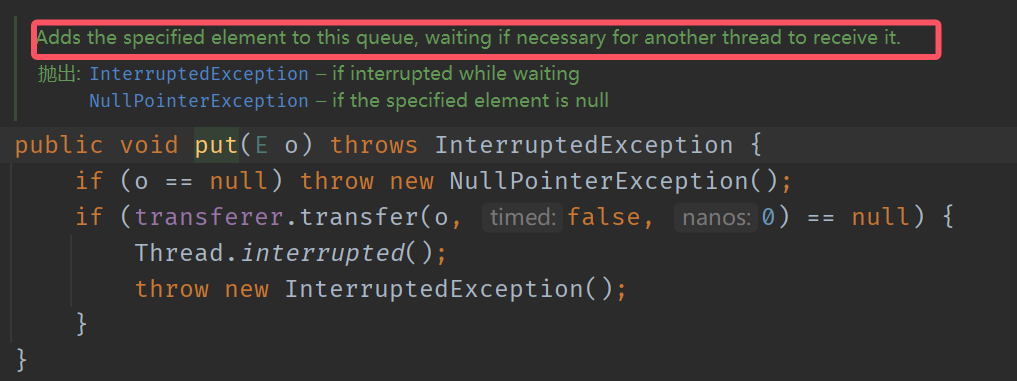 Adds the specified element to this queue, waiting if necessary for another thread to receive it.
抛出: InterruptedException – if interrupted while waiting
NullPointerException – if the specified element is null
public void put(E o) throws InterruptedException {
if (o == null) throw new NullPointerException();
if (transferer.transfer(o, timed: false, nanos: 0) == null) {
Thread.interrupted();
throw new InterruptedException();
}
}